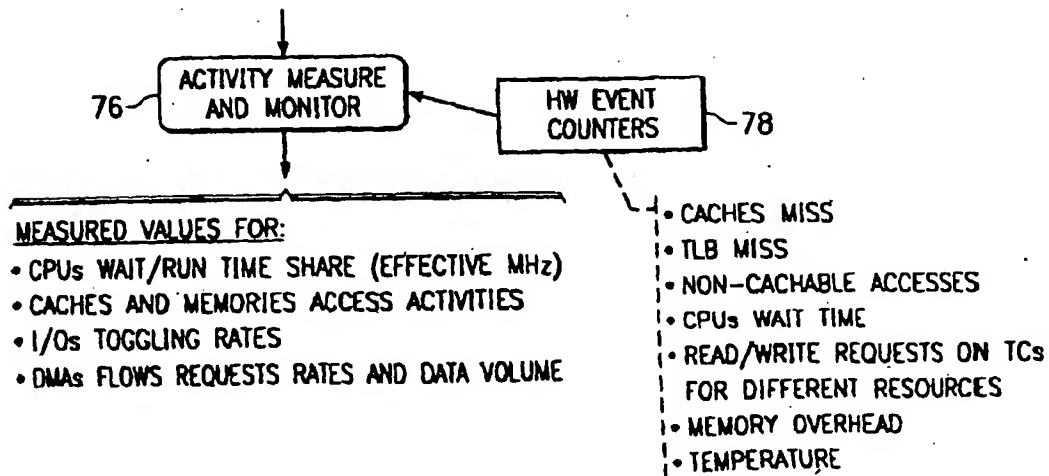 76
ACTIVITY MEASURE
AND MONITOR
HW EVENT
COUNTERS
78
MEASURED VALUES FOR:
• CPUs WAIT/RUN TIME SHARE (EFFECTIVE MHz)
• CACHES AND MEMORIES ACCESS ACTIVITIES
• I/Os TOGGLING RATES
• DMAs FLOWS REQUESTS RATES AND DATA VOLUME
• CACHES MISS
• TLB MISS
• NON-CACHABLE ACCESSES
• CPUs WAIT TIME
• READ/WRITE REQUESTS ON TCs
FOR DIFFERENT RESOURCES
• MEMORY OVERHEAD
• TEMPERATURE